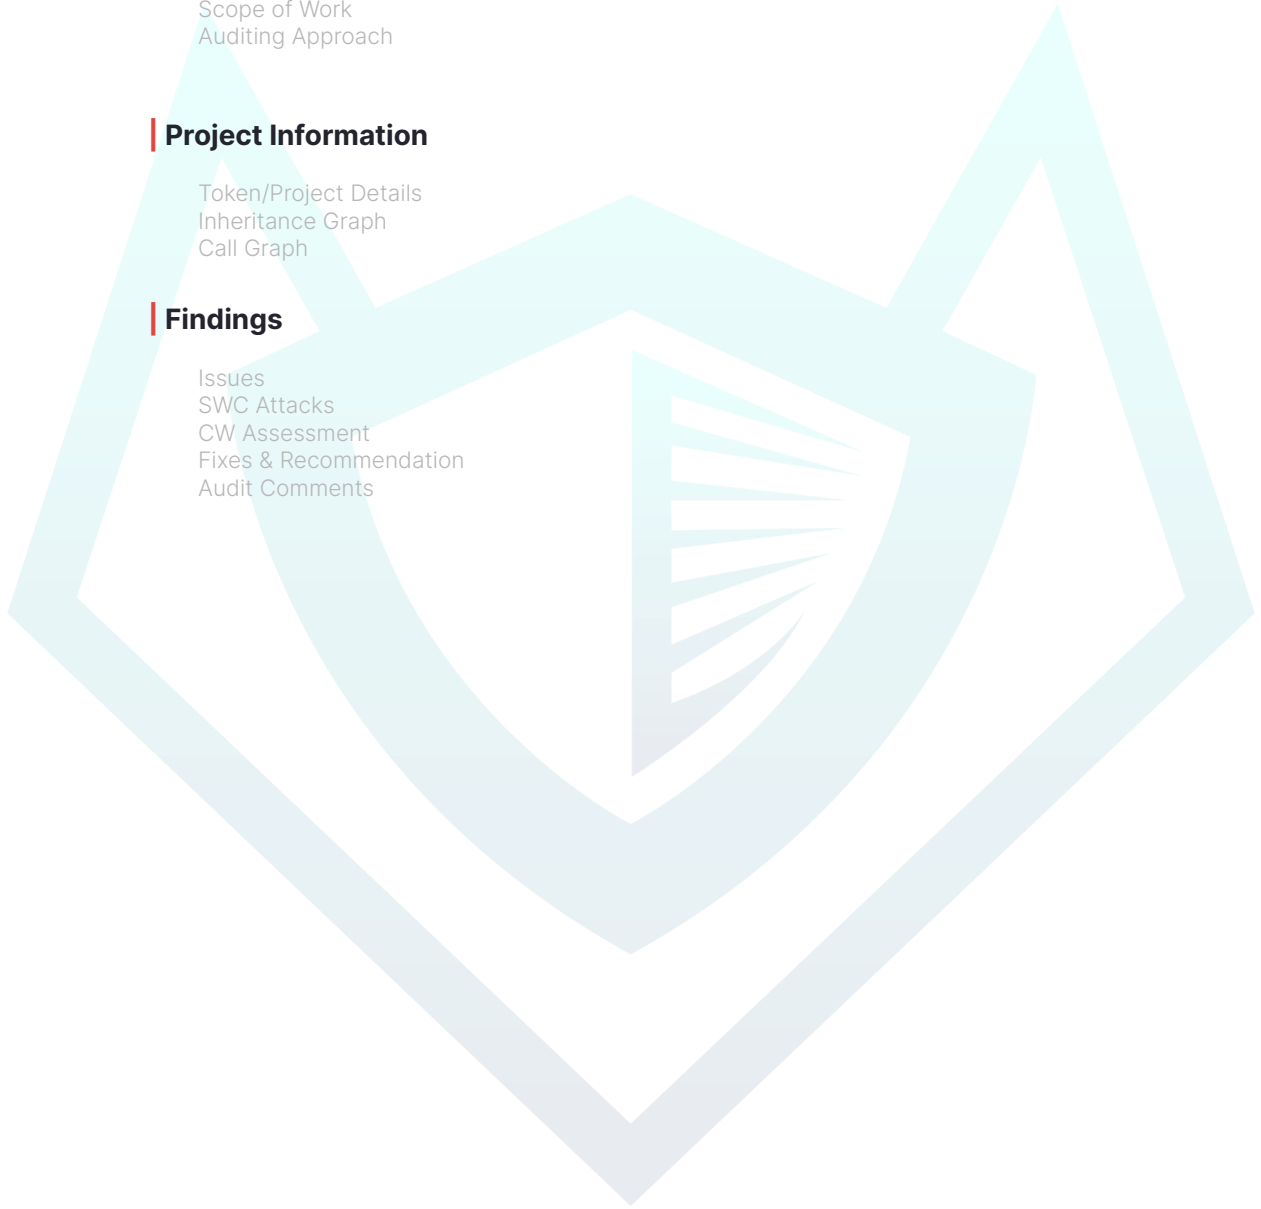 Scope of Work
Auditing Approach
Project Information
Token/Project Details
Inheritance Graph
Call Graph
Findings
Issues
SWC Attacks
CW Assessment
Fixes & Recommendation
Audit Comments